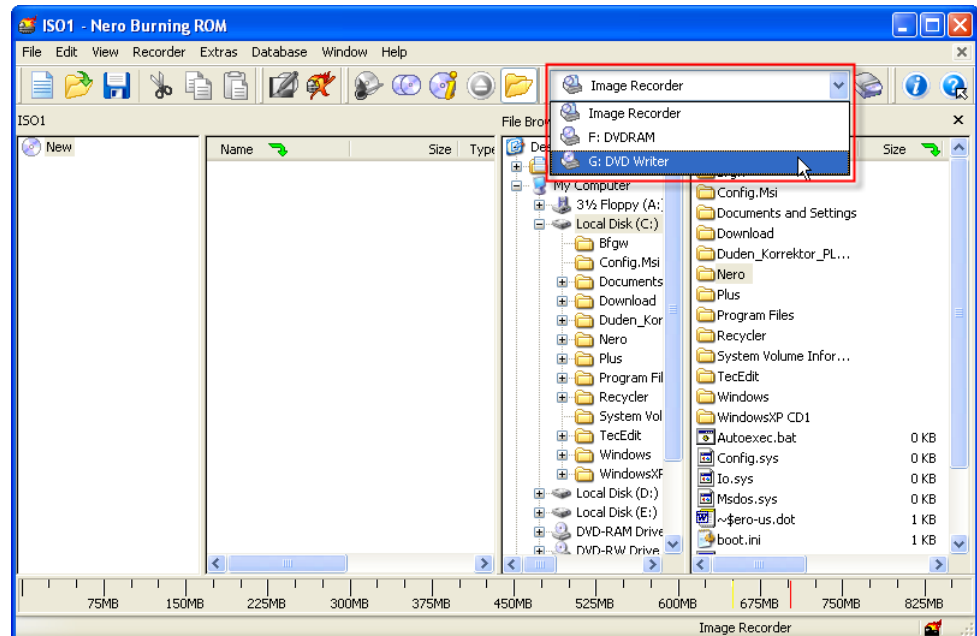 ISO1 - Nero Burning ROM
File Edit View Recorder Extras Database Window Help
Image Recorder
Image Recorder
F: DVDRAM
G: DVD Writer
ISO1
File Brow
New
Name Size Type
Size
My Computer
3½ Floppy (A:)
Local Disk (C:)
Bfgw
Config.Msi
Documents
Download
Duden_Kor
Nero
Plus
Program Fil
Recycler
System Vol
TecEdit
Windows
WindowsXP
Local Disk (D:)
Local Disk (E:)
DVD-RAM Drive
DVD-RW Drive
Config.Msi
Documents and Settings
Download
Duden_Korrektor_PL...
Nero
Plus
Program Files
Recycler
System Volume Infor...
TecEdit
Windows
WindowsXP CD1
Autoexec.bat 0 KB
Config.sys 0 KB
Io.sys 0 KB
Msdos.sys 0 KB
~$ero-us.dot 1 KB
boot.ini 1 KB
75MB 150MB 225MB 300MB 375MB 450MB 525MB 600MB 675MB 750MB 825MB
Image Recorder